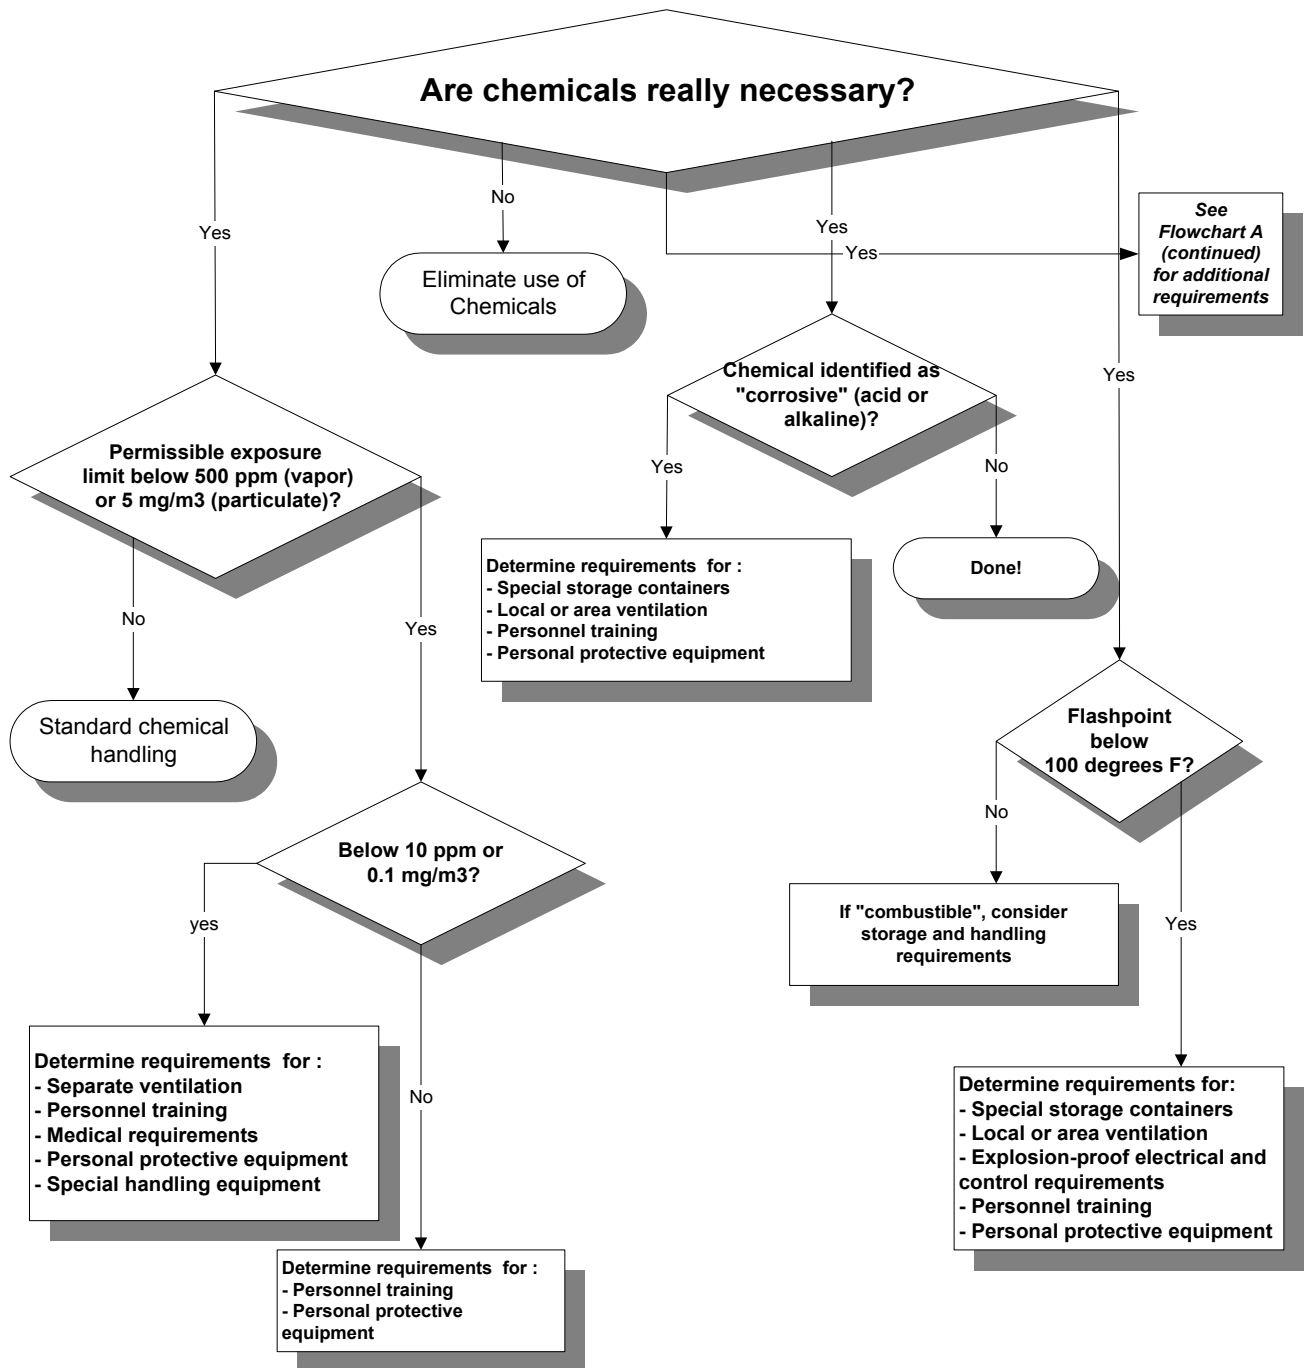 Are chemicals really necessary?
Yes
No
Yes
Yes
Yes
See
Flowchart A
(continued)
for additional
requirements
Eliminate use of
Chemicals
Chemical identified as
"corrosive" (acid or
alkaline)?
Permissible exposure
limit below 500 ppm (vapor)
or 5 mg/m3 (particulate)?
Yes
No
Determine requirements  for :
- Special storage containers
- Local or area ventilation
- Personnel training
- Personal protective equipment
Done!
No
Yes
Standard chemical
handling
Flashpoint
below
100 degrees F?
No
Yes
Below 10 ppm or
0.1 mg/m3?
yes
No
If "combustible", consider
storage and handling
requirements
Determine requirements  for :
- Separate ventilation
- Personnel training
- Medical requirements
- Personal protective equipment
- Special handling equipment
Determine requirements for:
- Special storage containers
- Local or area ventilation
- Explosion-proof electrical and
control requirements
- Personnel training
- Personal protective equipment
Determine requirements  for :
- Personnel training
- Personal protective
equipment